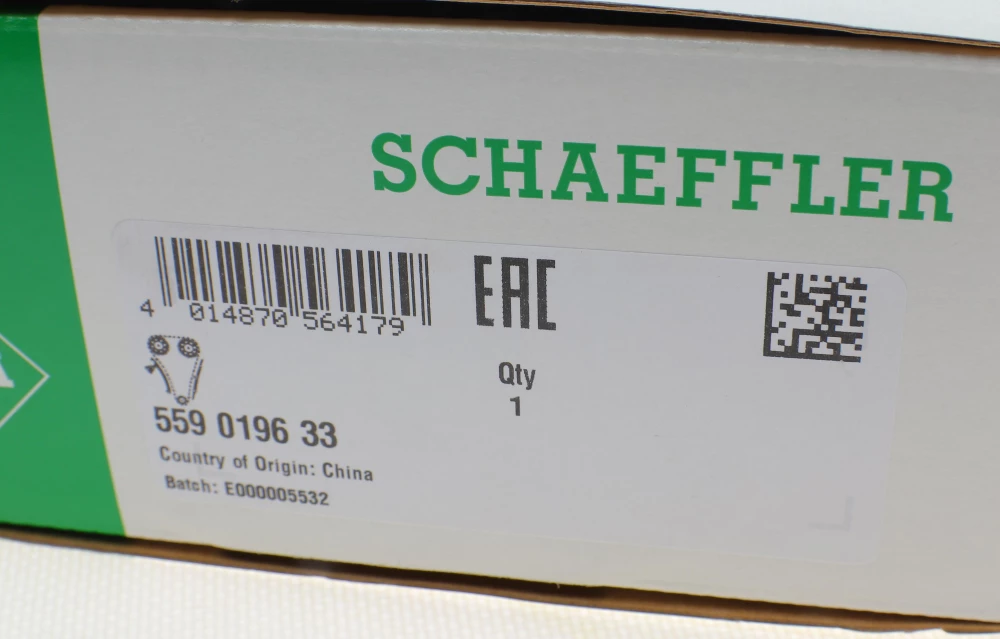 SCHAEFFLER
4 014870 564179
EAC
Qty
1
559 0196 33
Country of Origin: China
Batch: E000005532